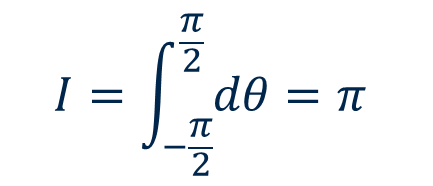 I = ∫_{-π/2}^{π/2} dθ = π